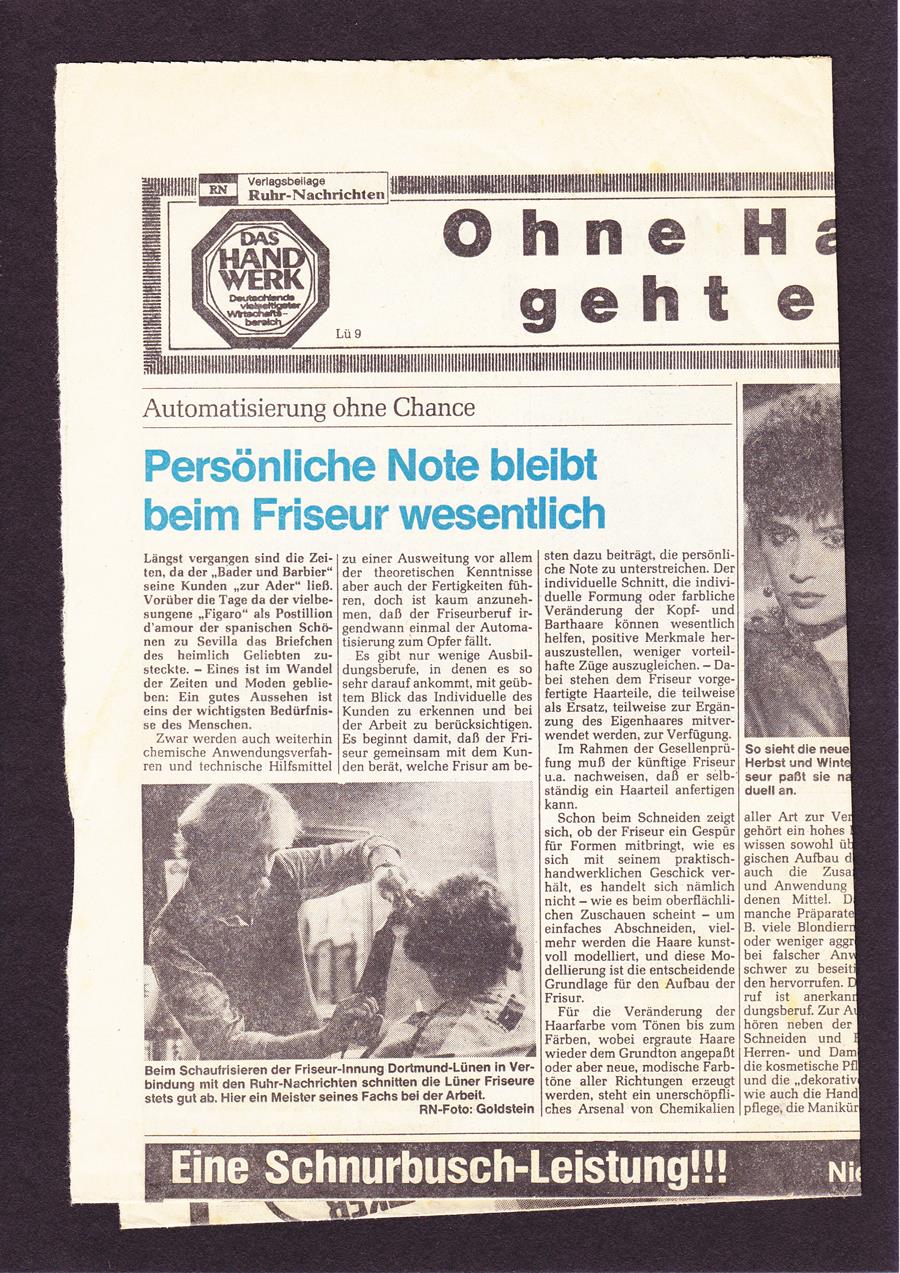 RN
Verlagsbeilage
Ruhr-Nachrichten
DAS
HAND
WERK
Deutschlands
vielseitigster
Wirtschafts-
bereich
Lü 9
Ohne Ha
geht e
Automatisierung ohne Chance
Persönliche Note bleibt
beim Friseur wesentlich
Längst vergangen sind die Zei-
ten, da der „Bader und Barbier“
seine Kunden „zur Ader“ ließ.
Vorüber die Tage da der vielbe-
sungene „Figaro“ als Postillion
d'amour der spanischen Schö-
nen zu Sevilla das Briefchen
des heimlich Geliebten zu-
steckte. – Eines ist im Wandel
der Zeiten und Moden geblie-
ben: Ein gutes Aussehen ist
eins der wichtigsten Bedürfnis-
se des Menschen.
Zwar werden auch weiterhin
chemische Anwendungsverfah-
ren und technische Hilfsmittel
zu einer Ausweitung vor allem
der theoretischen Kenntnisse
aber auch der Fertigkeiten füh-
ren, doch ist kaum anzuneh-
men, daß der Friseurberuf ir-
gendwann einmal der Automa-
tisierung zum Opfer fällt.
Es gibt nur wenige Ausbil-
dungsberufe, in denen es so
sehr darauf ankommt, mit geüb-
tem Blick das Individuelle des
Kunden zu erkennen und bei
der Arbeit zu berücksichtigen.
Es beginnt damit, daß der Fri-
seur gemeinsam mit dem Kun-
den berät, welche Frisur am be-
sten dazu beiträgt, die persönli-
che Note zu unterstreichen. Der
individuelle Schnitt, die indivi-
duelle Formung oder farbliche
Veränderung der Kopf- und
Barthaare können wesentlich
helfen, positive Merkmale her-
auszustellen, weniger vorteil-
hafte Züge auszugleichen. – Da-
bei stehen dem Friseur vorge-
fertigte Haarteile, die teilweise
als Ersatz, teilweise zur Ergän-
zung des Eigenhaares mitver-
wendet werden, zur Verfügung.
Im Rahmen der Gesellenprü-
fung muß der künftige Friseur
u.a. nachweisen, daß er selb-
ständig ein Haarteil anfertigen
kann.
Schon beim Schneiden zeigt
sich, ob der Friseur ein Gespür
für Formen mitbringt, wie es
sich mit seinem praktisch-
handwerklichen Geschick ver-
hält, es handelt sich nämlich
nicht – wie es beim oberflächli-
chen Zuschauen scheint – um
einfaches Abschneiden, viel-
mehr werden die Haare kunst-
voll modelliert, und diese Mo-
dellierung ist die entscheidende
Grundlage für den Aufbau der
Frisur.
Für die Veränderung der
Haarfarbe vom Tönen bis zum
Färben, wobei ergraute Haare
wieder dem Grundton angepaßt
oder aber neue, modische Farb-
töne aller Richtungen erzeugt
werden, steht ein unerschöpfli-
ches Arsenal von Chemikalien
So sieht die neue
Herbst und Winte
seur paßt sie na
duell an.
aller Art zur Ver
gehört ein hohes
wissen sowohl üb
gischen Aufbau d
auch die Zusa
und Anwendung
denen Mittel. D
manche Präparate
B. viele Blondierm
oder weniger aggr
bei falscher Anw
schwer zu beseiti
den hervorrufen. D
ruf ist anerkann
dungsberuf. Zur Au
hören neben der
Schneiden und
Herren- und Dam
die kosmetische Pfl
und die „dekorativ
wie auch die Hand
pflege, die Manikür
Beim Schaufrisieren der Friseur-Innung Dortmund-Lünen in Ver-
bindung mit den Ruhr-Nachrichten schnitten die Lüner Friseure
stets gut ab. Hier ein Meister seines Fachs bei der Arbeit.
RN-Foto: Goldstein
Eine Schnurbusch-Leistung!!!
Nic